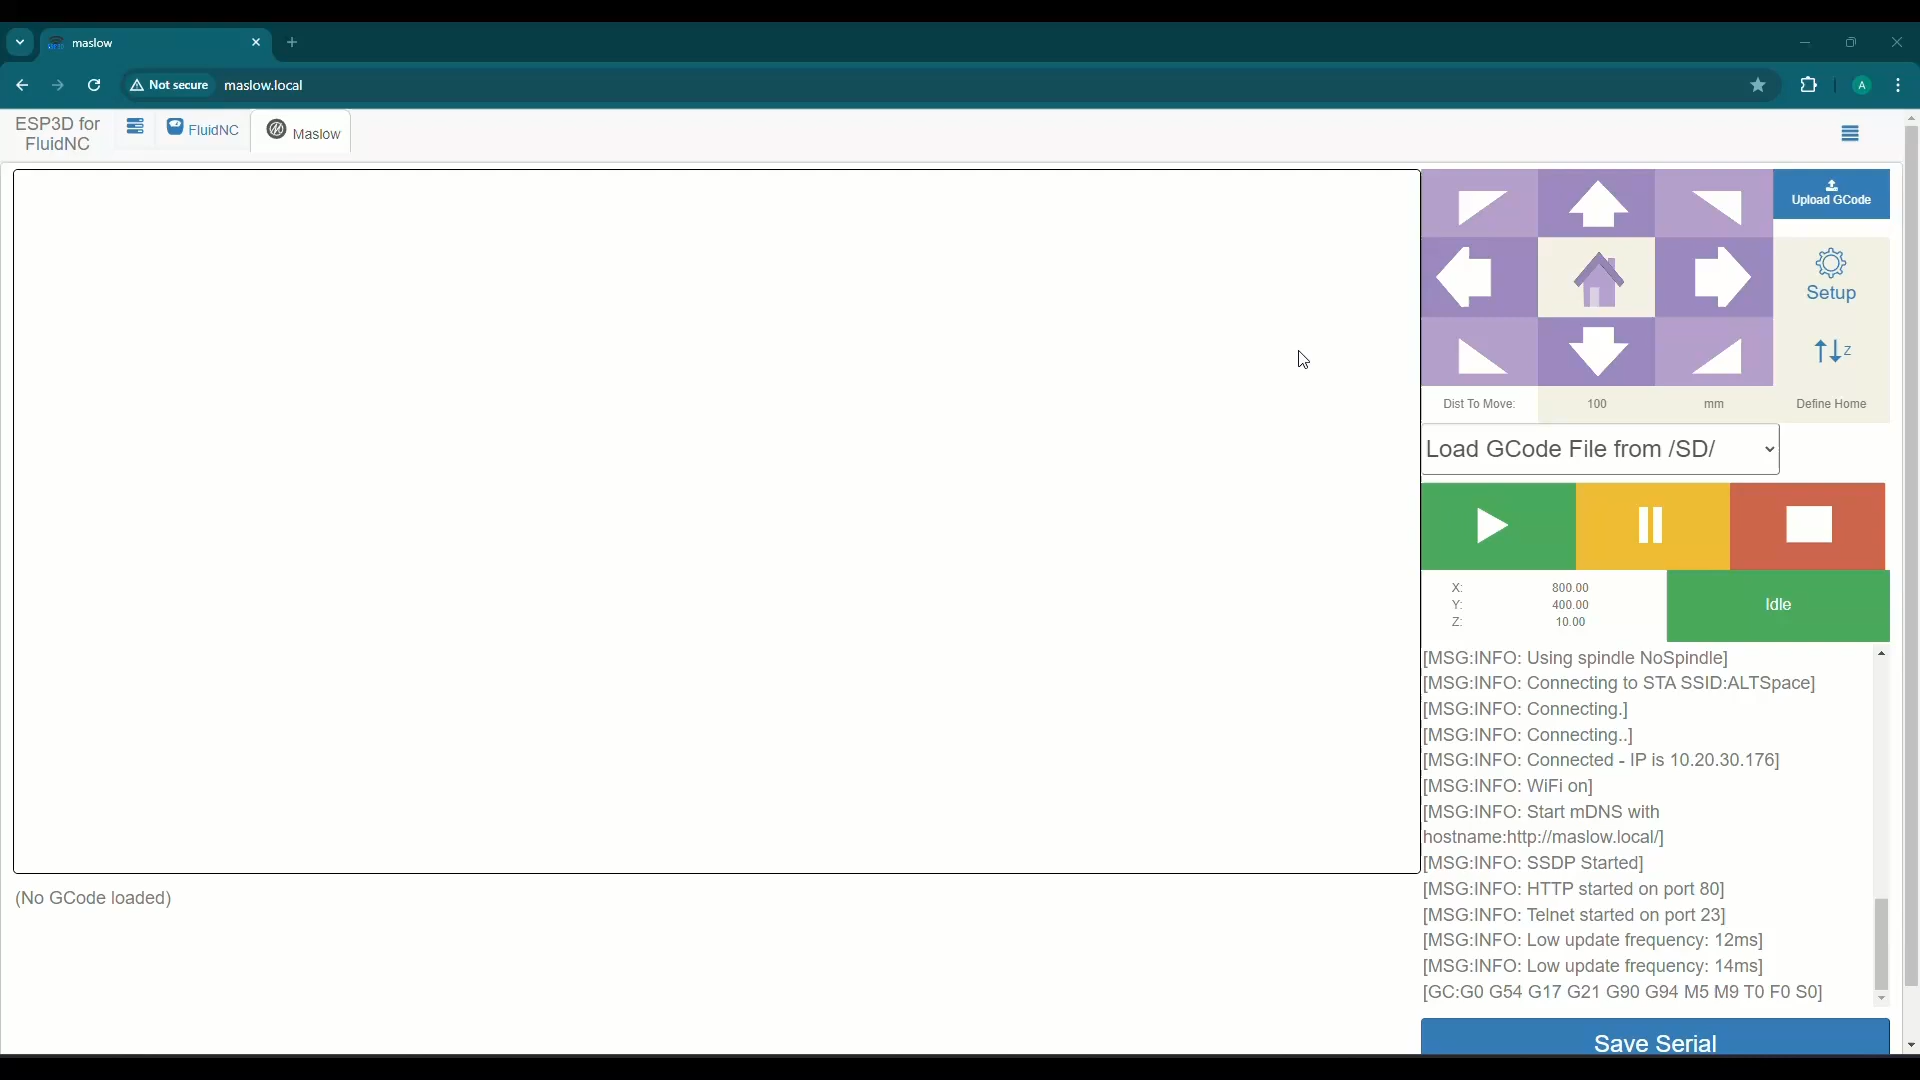 maslow
Not secure
maslow.local
A
ESP3D for
FluidNC
FluidNC
Maslow
Upload GCode
Setup
Z
Dist To Move:
100
mm
Define Home
Load GCode File from /SD/
X: 800.00
Y: 400.00
Z: 10.00
Idle
[MSG:INFO: Using spindle NoSpindle]
[MSG:INFO: Connecting to STA SSID:ALTSpace]
[MSG:INFO: Connecting.]
[MSG:INFO: Connecting..]
[MSG:INFO: Connected - IP is 10.20.30.176]
[MSG:INFO: WiFi on]
[MSG:INFO: Start mDNS with
hostname:http://maslow.local/]
[MSG:INFO: SSDP Started]
[MSG:INFO: HTTP started on port 80]
[MSG:INFO: Telnet started on port 23]
[MSG:INFO: Low update frequency: 12ms]
[MSG:INFO: Low update frequency: 14ms]
[GC:G0 G54 G17 G21 G90 G94 M5 M9 T0 F0 S0]
(No GCode loaded)
Save Serial